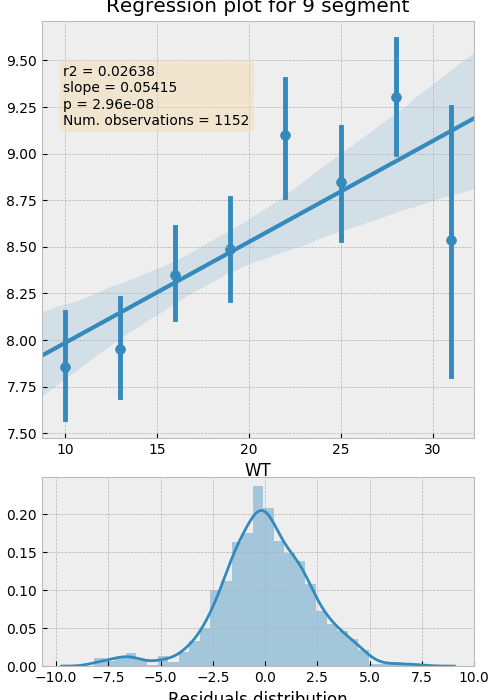 Regression plot for 9 segment
9.50
r2 = 0.02638
slope = 0.05415
p = 2.96e-08
Num. observations = 1152
9.25
9.00
8.75
8.50
8.25
8.00
7.75
7.50
10 15 20 25 30
WT
0.20
0.15
0.10
0.05
0.00
−10.0 −7.5 −5.0 −2.5 0.0 2.5 5.0 7.5 10.0
Residuals distribution